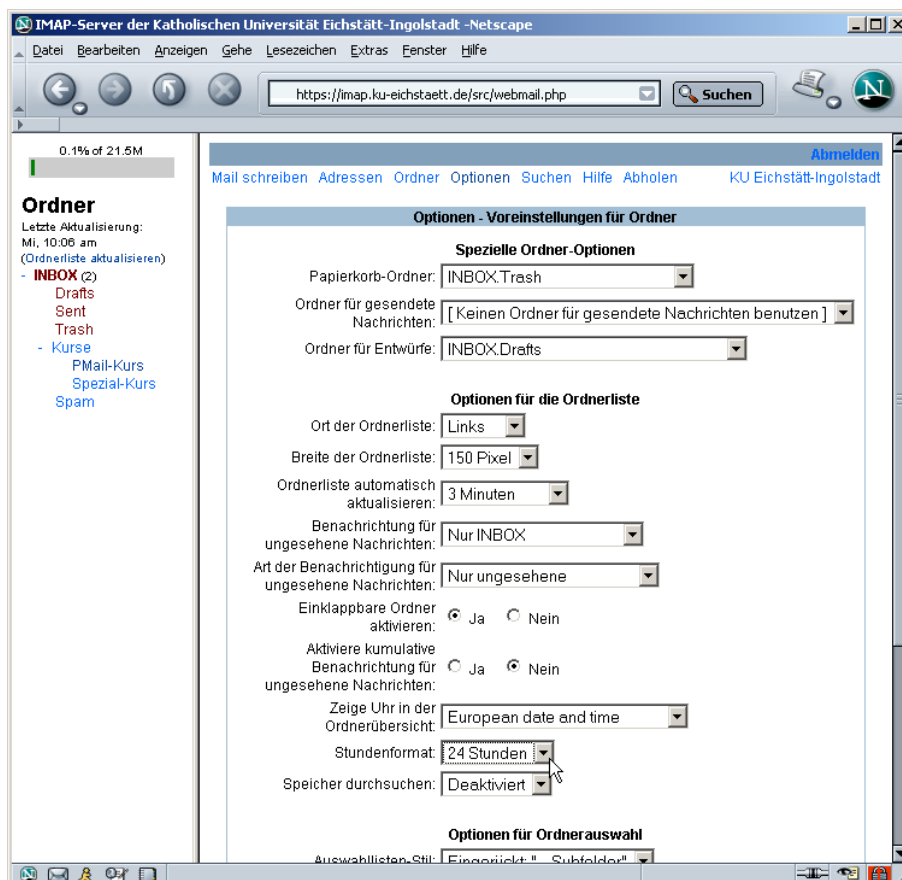 IMAP-Server der Katholischen Universität Eichstätt-Ingolstadt -Netscape
Datei Bearbeiten Anzeigen Gehe Lesezeichen Extras Fenster Hilfe
https://imap.ku-eichstaett.de/src/webmail.php
Suchen
N
0.1% of 21.5M
Ordner
Letzte Aktualisierung:
Mi, 10:06 am
(Ordnerliste aktualisieren)
- INBOX (2)
Drafts
Sent
Trash
- Kurse
PMail-Kurs
Spezial-Kurs
Spam
Abmelden
Mail schreiben Adressen Ordner Optionen Suchen Hilfe Abholen KU Eichstätt-Ingolstadt
Optionen - Voreinstellungen für Ordner
Spezielle Ordner-Optionen
Papierkorb-Ordner: INBOX.Trash
Ordner für gesendete
Nachrichten: [ Keinen Ordner für gesendete Nachrichten benutzen ]
Ordner für Entwürfe: INBOX.Drafts
Optionen für die Ordnerliste
Ort der Ordnerliste: Links
Breite der Ordnerliste: 150 Pixel
Ordnerliste automatisch
aktualisieren: 3 Minuten
Benachrichtung für
ungesehene Nachrichten: Nur INBOX
Art der Benachrichtigung für
ungesehene Nachrichten: Nur ungesehene
Einklappbare Ordner
aktivieren: Ja Nein
Aktiviere kumulative
Benachrichtung für
ungesehene Nachrichten: Ja Nein
Zeige Uhr in der
Ordnerübersicht: European date and time
Stundenformat: 24 Stunden
Speicher durchsuchen: Deaktiviert
Optionen für Ordnerauswahl
Auswahllisten-Stil: Eingerückt: "    Subfolder"